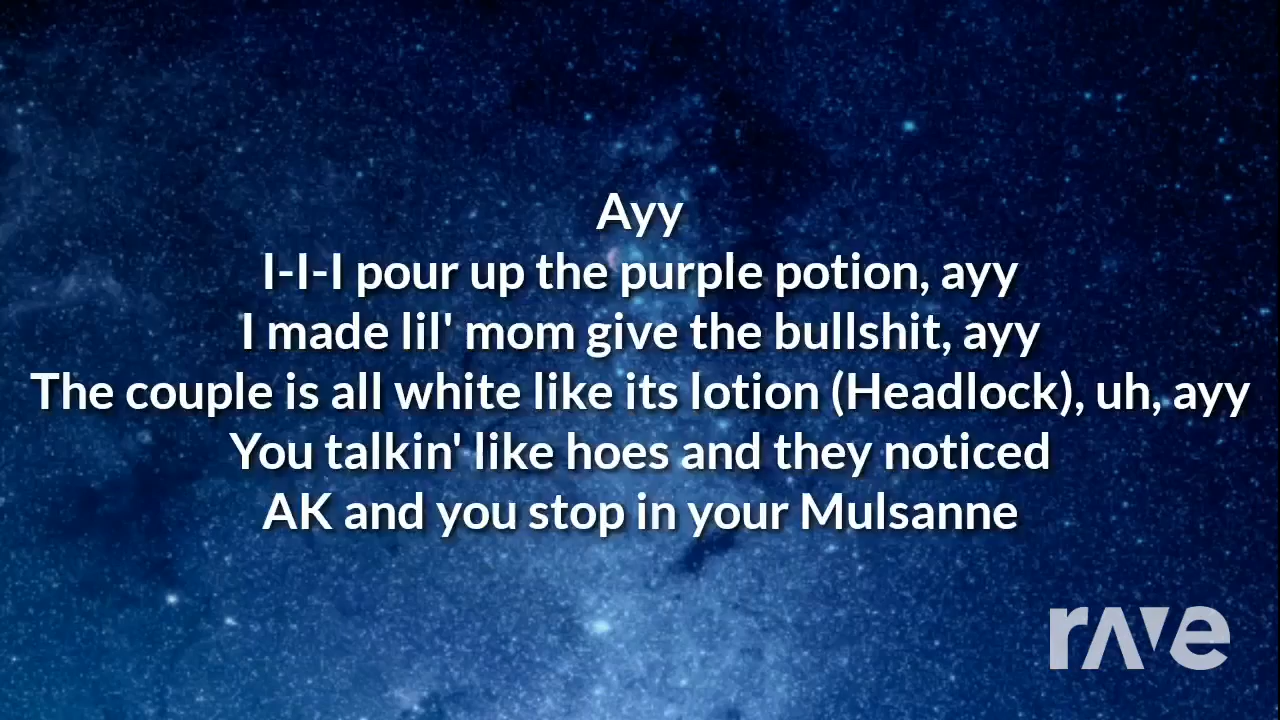 Ayy
I-I-I pour up the purple potion, ayy
I made lil' mom give the bullshit, ayy
The couple is all white like its lotion (Headlock), uh, ayy
You talkin' like hoes and they noticed
AK and you stop in your Mulsanne
rave